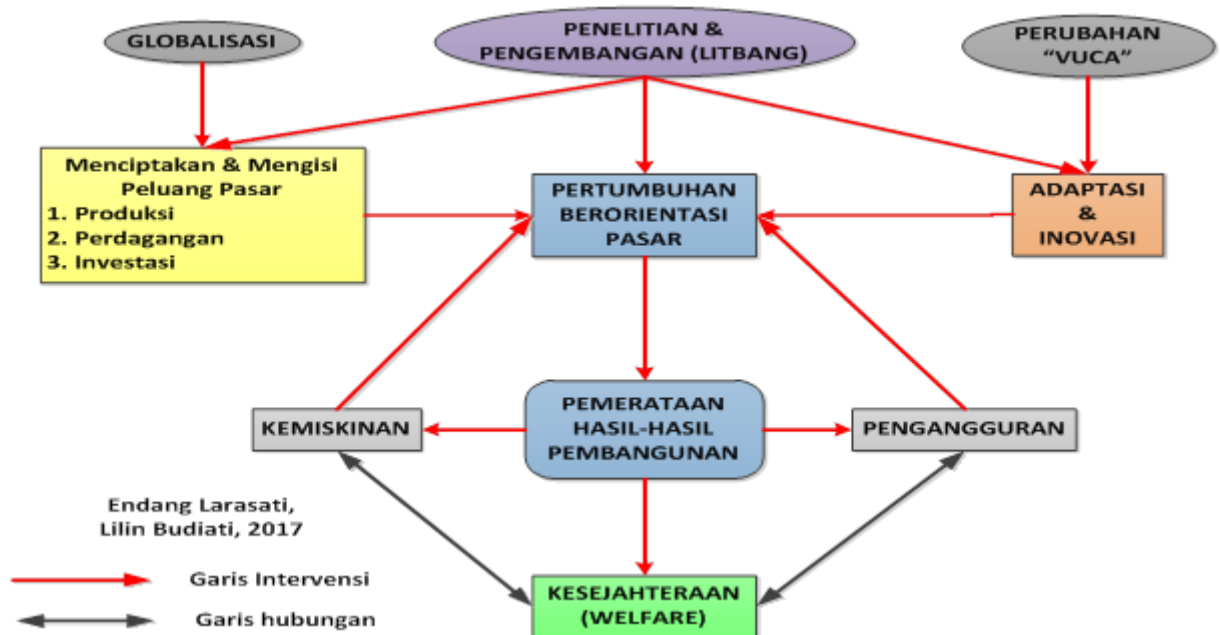 GLOBALISASI
PENELITIAN &
PENGEMBANGAN (LITBANG)
PERUBAHAN
“VUCA”
Menciptakan & Mengisi
Peluang Pasar
1. Produksi
2. Perdagangan
3. Investasi
PERTUMBUHAN
BERORIENTASI
PASAR
ADAPTASI
&
INOVASI
KEMISKINAN
PEMERATAAN
HASIL-HASIL
PEMBANGUNAN
PENGANGGURAN
Endang Larasati,
Lilin Budiati, 2017
Garis Intervensi
Garis hubungan
KESEJAHTERAAN
(WELFARE)